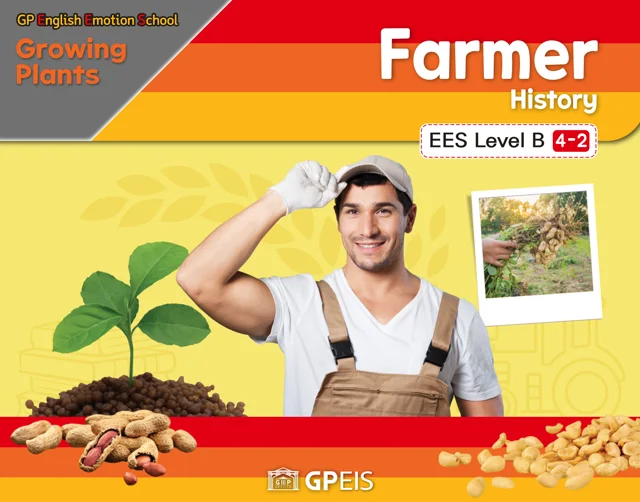 GP English Emotion School
Growing
Plants
Farmer
History
EES Level B 4-2
GPEIS